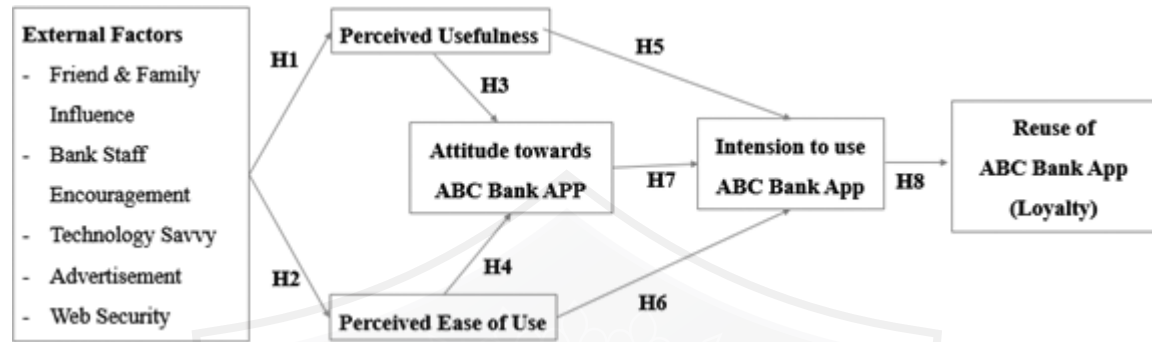 External Factors
- Friend & Family
Influence
- Bank Staff
Encouragement
- Technology Savvy
- Advertisement
- Web Security
H1
H2
Perceived Usefulness
H3
H5
Attitude towards
ABC Bank APP
H4
Perceived Ease of Use
H7
H6
Intension to use
ABC Bank App
H8
Reuse of
ABC Bank App
(Loyalty)